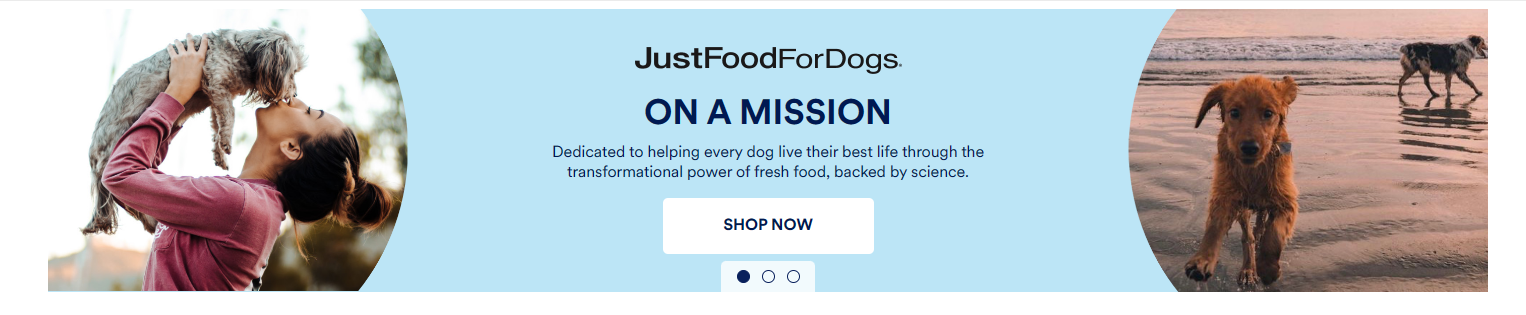 JustFoodForDogs.
ON A MISSION
Dedicated to helping every dog live their best life through the
transformational power of fresh food, backed by science.
SHOP NOW